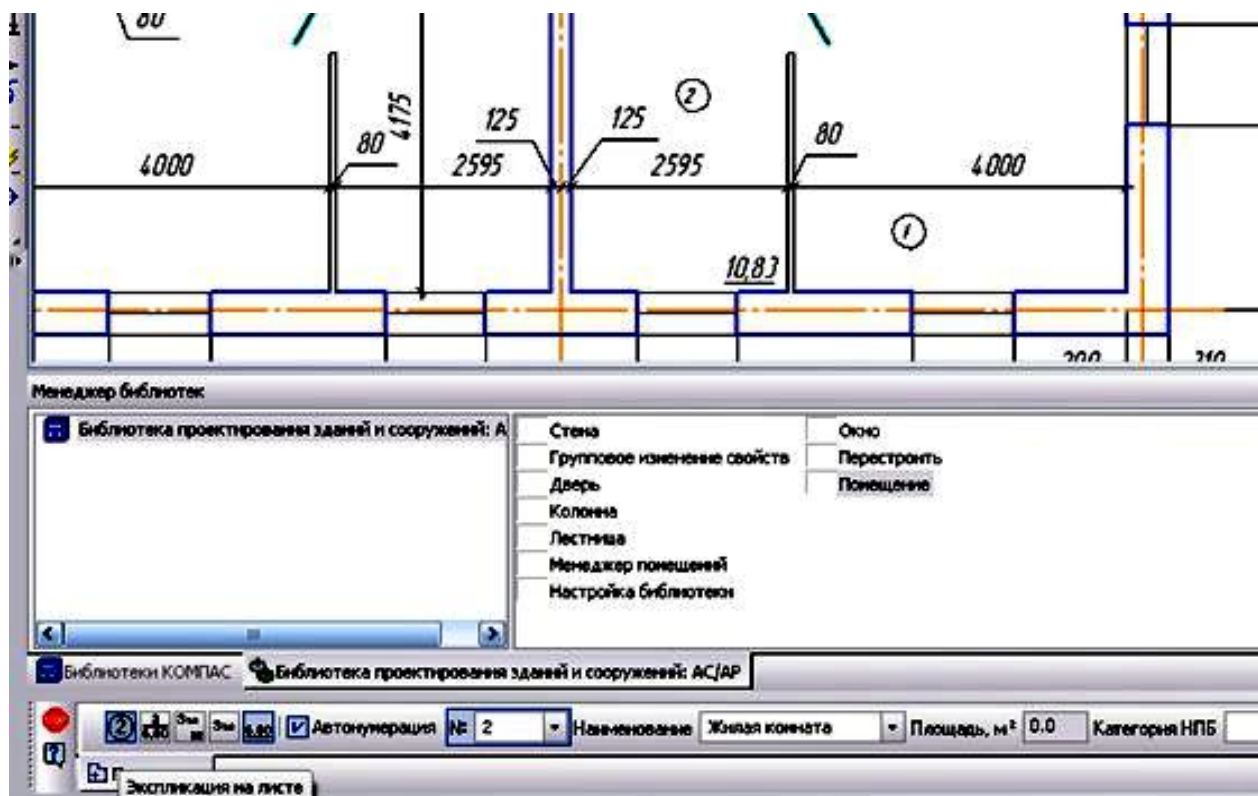 80
4175
125
125
2
80
80
4000
2595
2595
4000
1
10,83
Менеджер библиотек
Библиотека проектирования зданий и сооружений: А
Стена
Окно
Групповое изменение свойств
Перестроить
Дверь
Помещение
Колонна
Лестница
Менеджер помещений
Настройка библиотеки
Библиотеки КОМПАС
Библиотека проектирования зданий и сооружений: АС/АР
2
Автонумерация
№ 2
Наименование
Жилая комната
Площадь, м²
0.0
Категория НПБ
Экспликация на листе